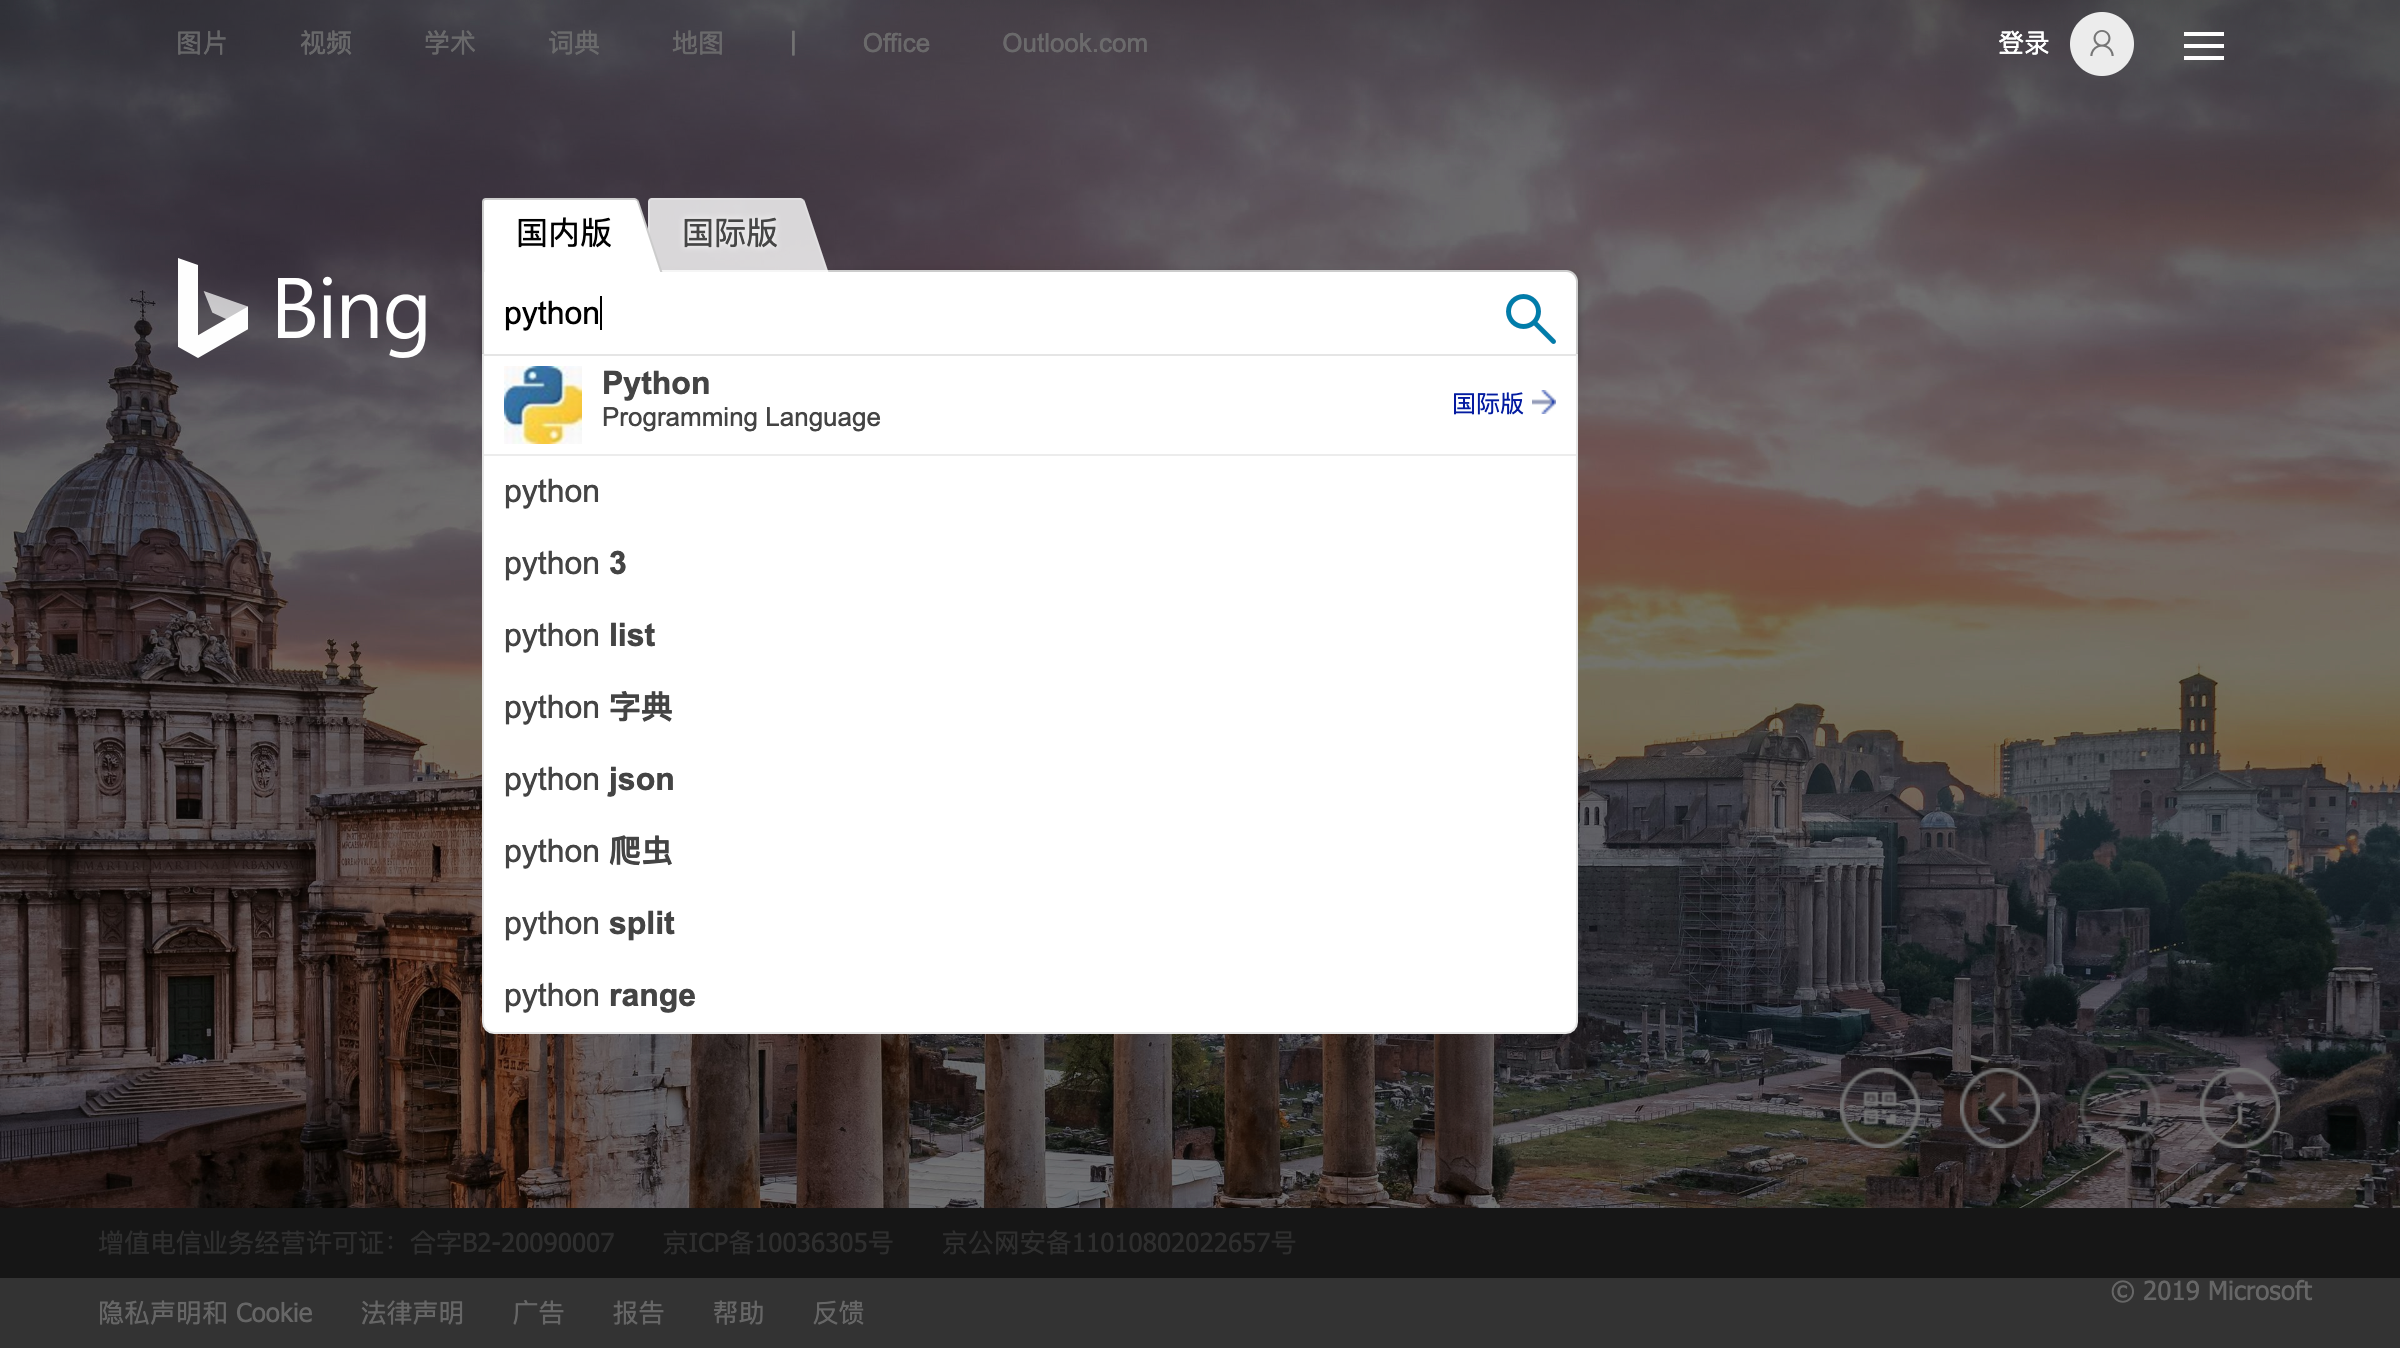 图片 视频 学术 词典 地图 | Office Outlook.com 登录
国内版 国际版
Bing
python
Python
Programming Language
国际版
python
python 3
python list
python 字典
python json
python 爬虫
python split
python range
增值电信业务经营许可证：合字B2-20090007 京ICP备10036305号 京公网安备11010802022657号
© 2019 Microsoft
隐私声明和 Cookie 法律声明 广告 报告 帮助 反馈